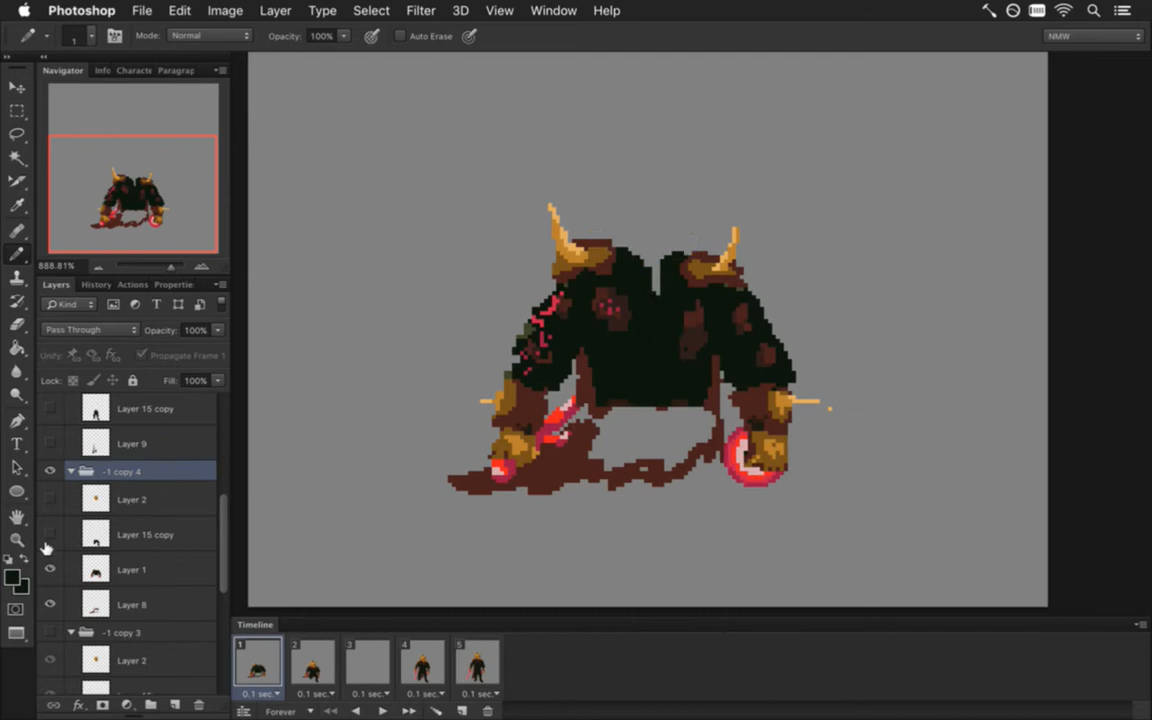 Photoshop File Edit Image Layer Type Select Filter 3D View Window Help
1 Mode: Normal Opacity: 100% Auto Erase NMW
Navigator Info Characte Paragrap
888.81%
Layers History Actions Propertie
Kind
Pass Through Opacity: 100%
Unify: Propagate Frame 1
Lock: Fill: 100%
Layer 15 copy
Layer 9
-1 copy 4
Layer 2
Layer 15 copy
Layer 1
Layer 8
-1 copy 3
Layer 2
Timeline
1 2 3 4 5
0.1 sec. 0.1 sec. 0.1 sec. 0.1 sec. 0.1 sec.
Forever